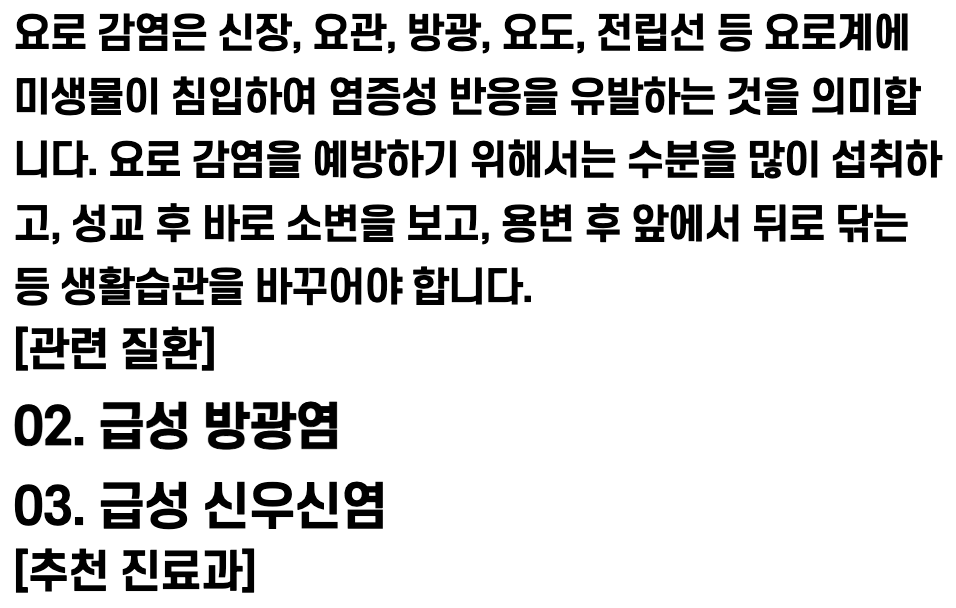 요로 감염은 신장, 요관, 방광, 요도, 전립선 등 요로계에
미생물이 침입하여 염증성 반응을 유발하는 것을 의미합
니다. 요로 감염을 예방하기 위해서는 수분을 많이 섭취하
고, 성교 후 바로 소변을 보고, 용변 후 앞에서 뒤로 닦는
등 생활습관을 바꾸어야 합니다.
[관련 질환]
02. 급성 방광염
03. 급성 신우신염
[추천 진료과]